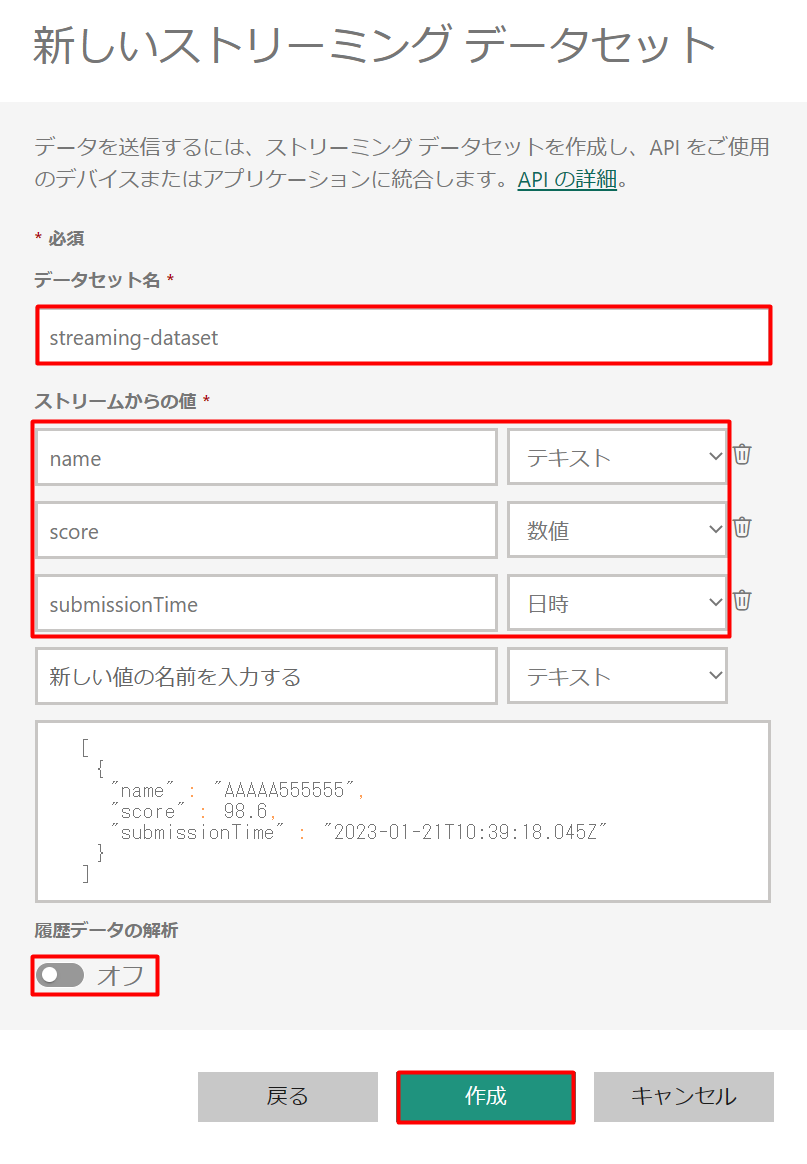 新しいストリーミング データセット
データを送信するには、ストリーミング データセットを作成し、API をご使用
のデバイスまたはアプリケーションに統合します。API の詳細。
* 必須
データセット名 *
streaming-dataset
ストリームからの値 *
name テキスト
score 数値
submissionTime 日時
新しい値の名前を入力する テキスト
[
{
"name" : "AAAAA555555",
"score" : 98.6,
"submissionTime" : "2023-01-21T10:39:18.045Z"
}
]
履歴データの解析
オフ
戻る 作成 キャンセル